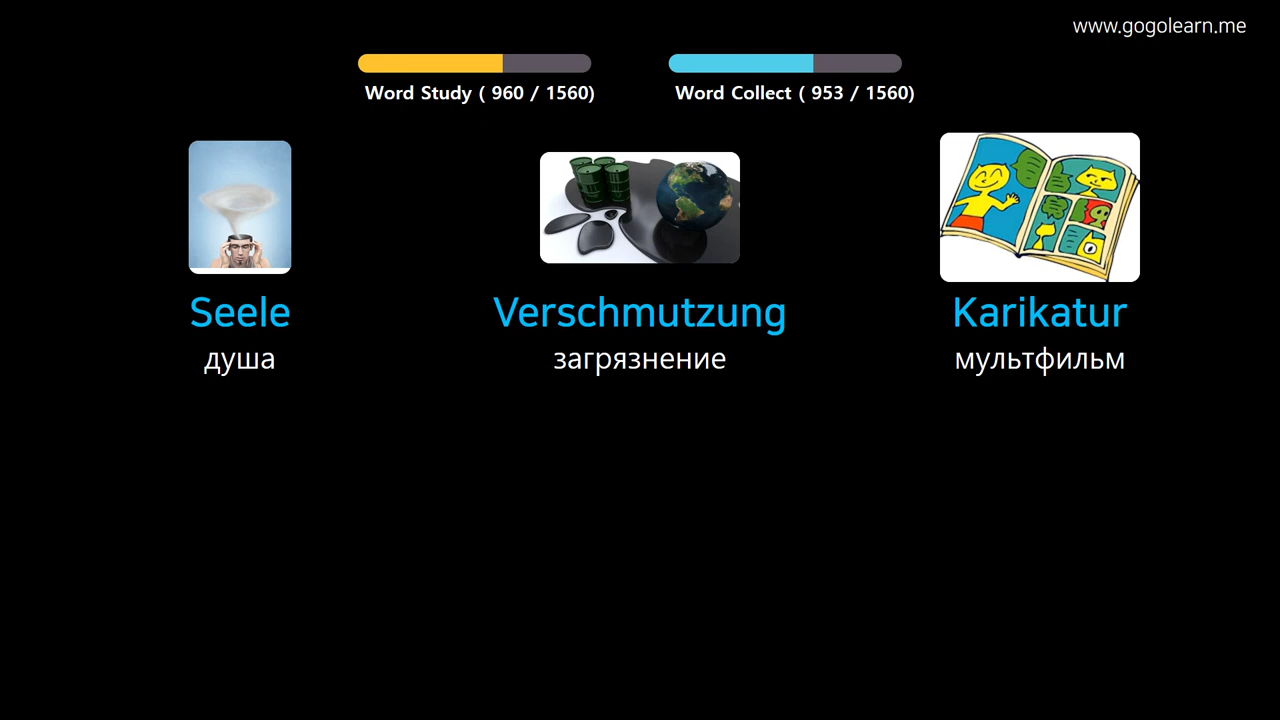 www.gogolearn.me
Word Study ( 960 / 1560)
Word Collect ( 953 / 1560)
Seele
душа
Verschmutzung
загрязнение
Karikatur
мультфильм